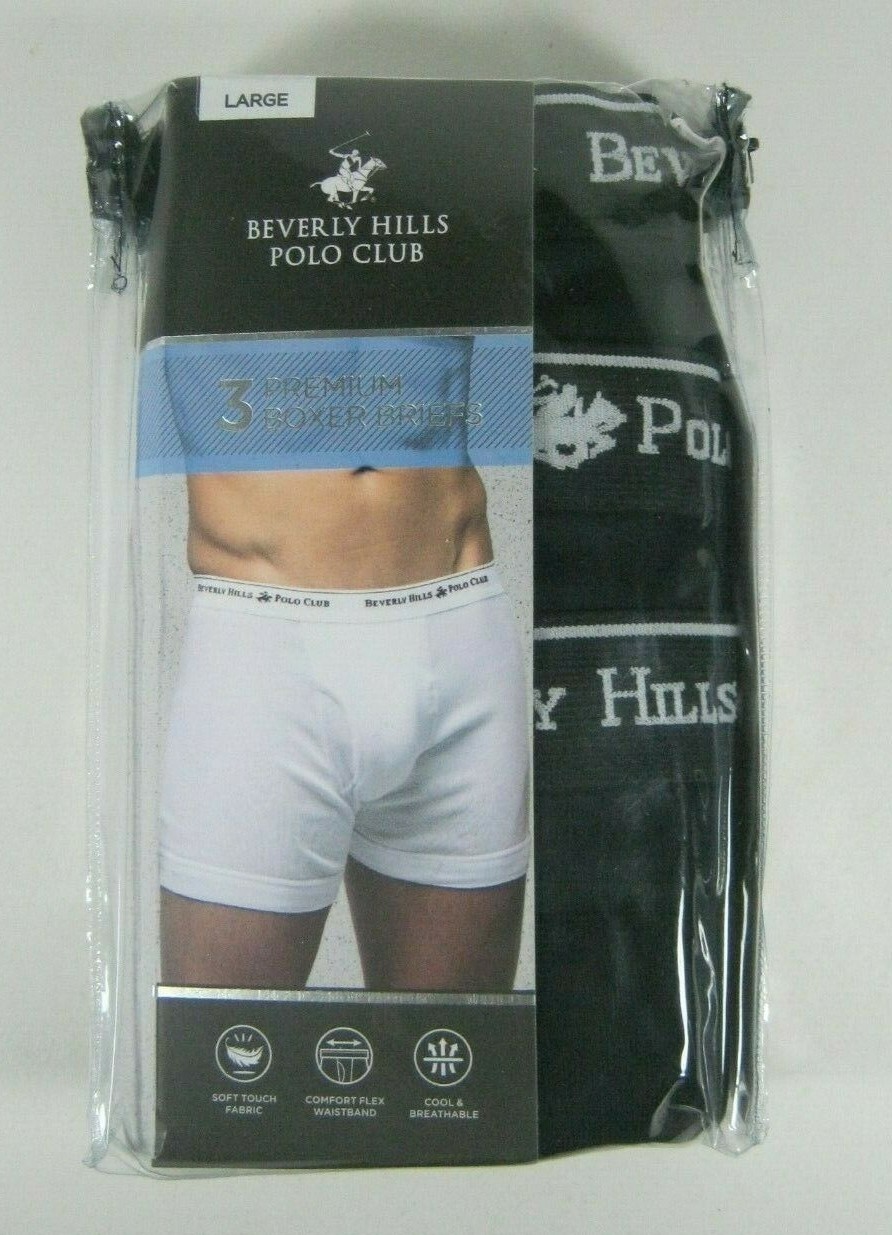 LARGE
BEVERLY HILLS
POLO CLUB
3 PREMIUM
BOXER BRIEFS
BEVERLY HILLS POLO CLUB BEVERLY HILLS POLO CLUB
SOFT TOUCH
FABRIC
COMFORT FLEX
WAISTBAND
COOL &
BREATHABLE
BEV
POL
Y HILLS